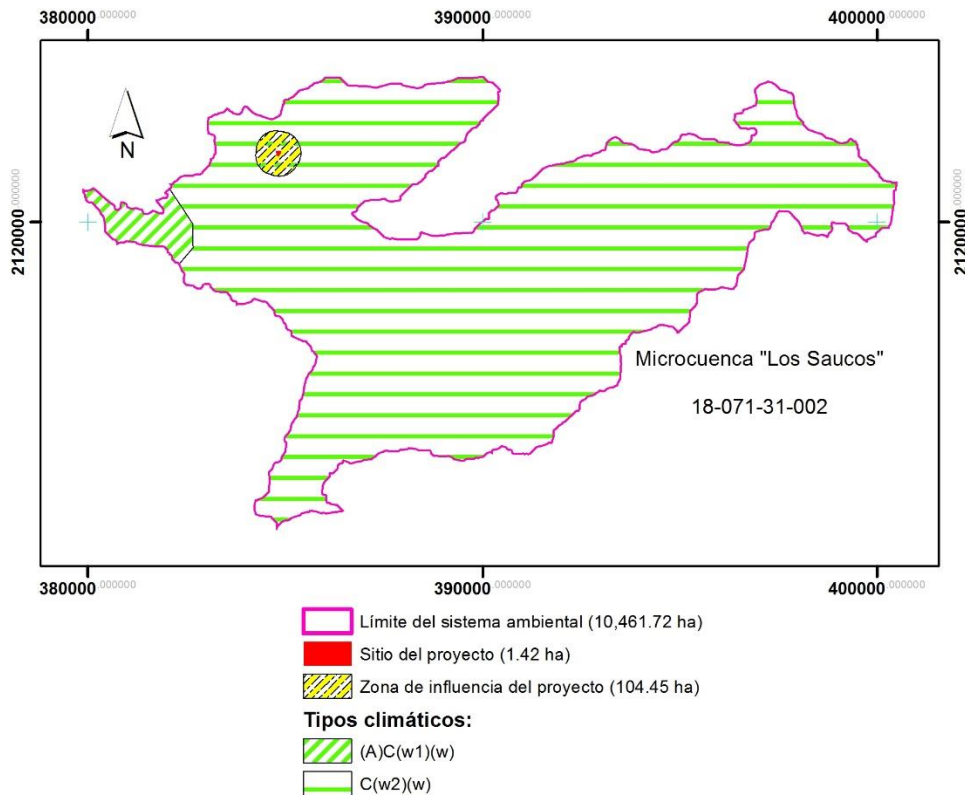 380000.000000 390000.000000 400000.000000
2120000.000000 2120000.000000
N
Microcuenca "Los Saucos"
18-071-31-002
380000.000000 390000.000000 400000.000000
Límite del sistema ambiental (10,461.72 ha)
Sitio del proyecto (1.42 ha)
Zona de influencia del proyecto (104.45 ha)
Tipos climáticos:
(A)C(w1)(w)
C(w2)(w)